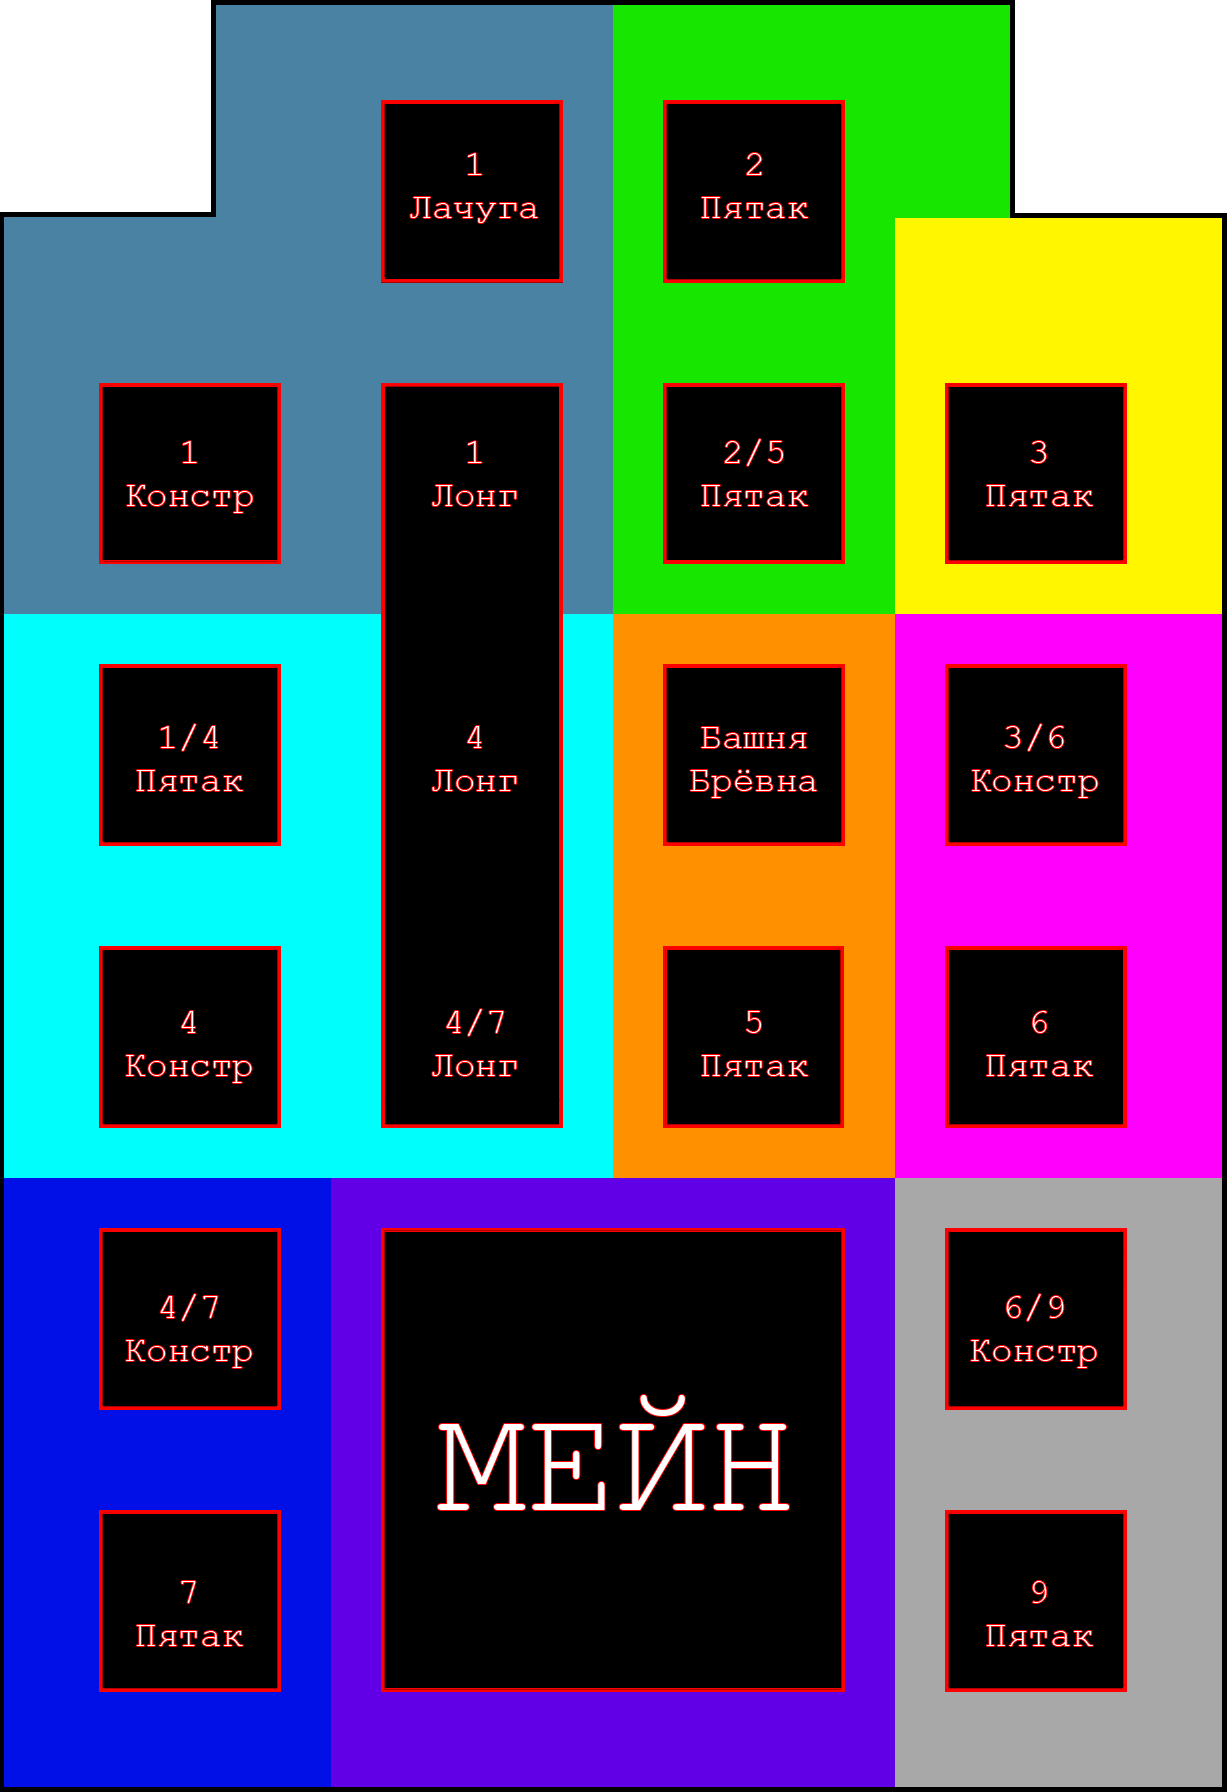 1
Лачуга
2
Пятак
1
Констр
1
Лонг
2/5
Пятак
3
Пятак
1/4
Пятак
4
Лонг
Башня
Брёвна
3/6
Констр
4
Констр
4/7
Лонг
5
Пятак
6
Пятак
4/7
Констр
МЕЙН
6/9
Констр
7
Пятак
9
Пятак